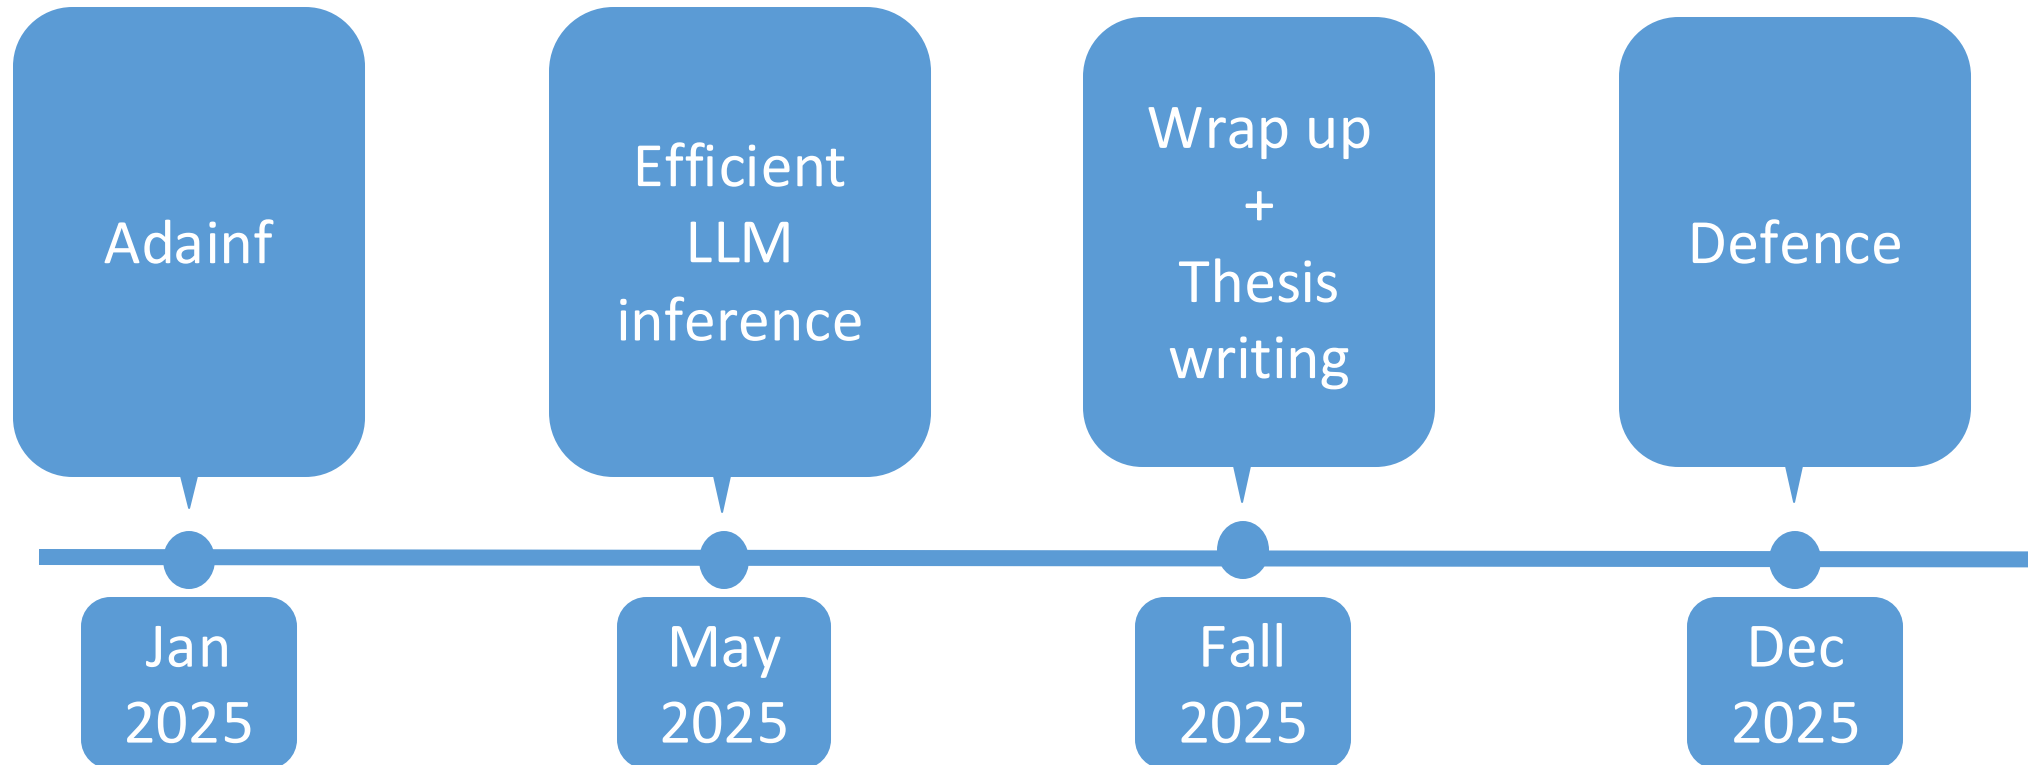 Adainf
Efficient
LLM
inference
Wrap up
+
Thesis
writing
Defence
Jan
2025
May
2025
Fall
2025
Dec
2025